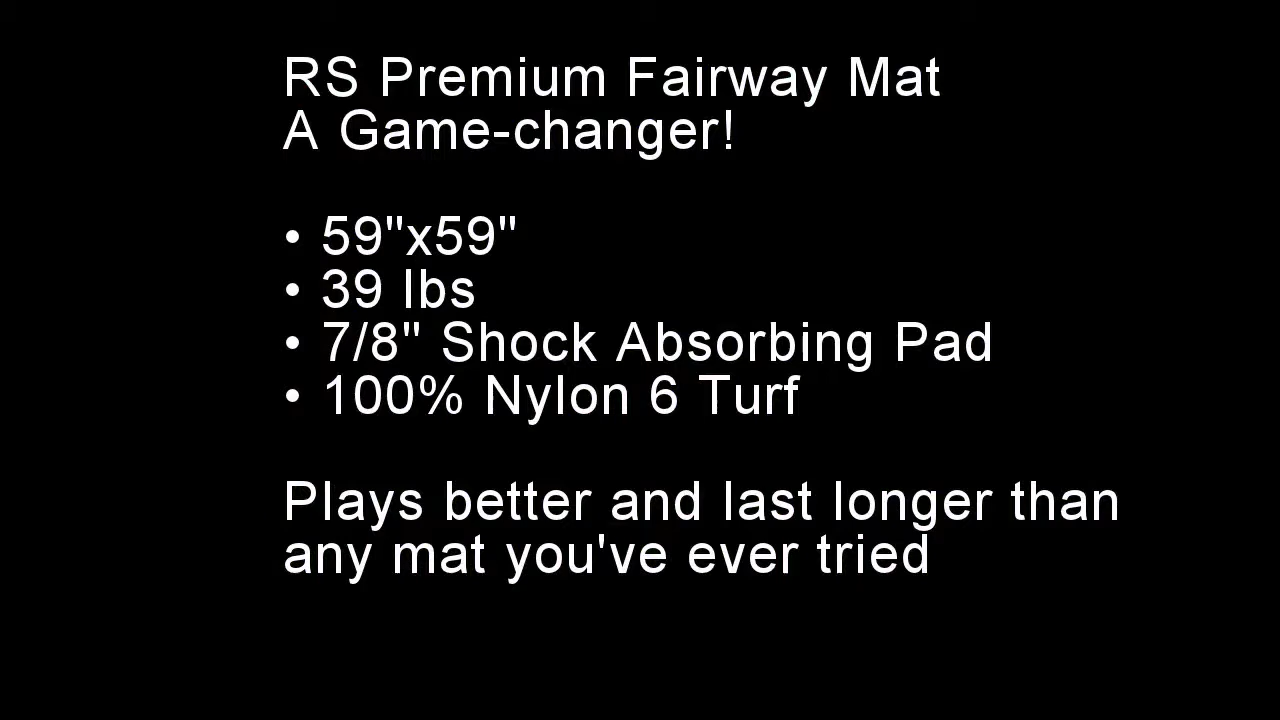 RS Premium Fairway Mat
A Game-changer!
• 59"x59"
• 39 lbs
• 7/8" Shock Absorbing Pad
• 100% Nylon 6 Turf
Plays better and last longer than
any mat you've ever tried